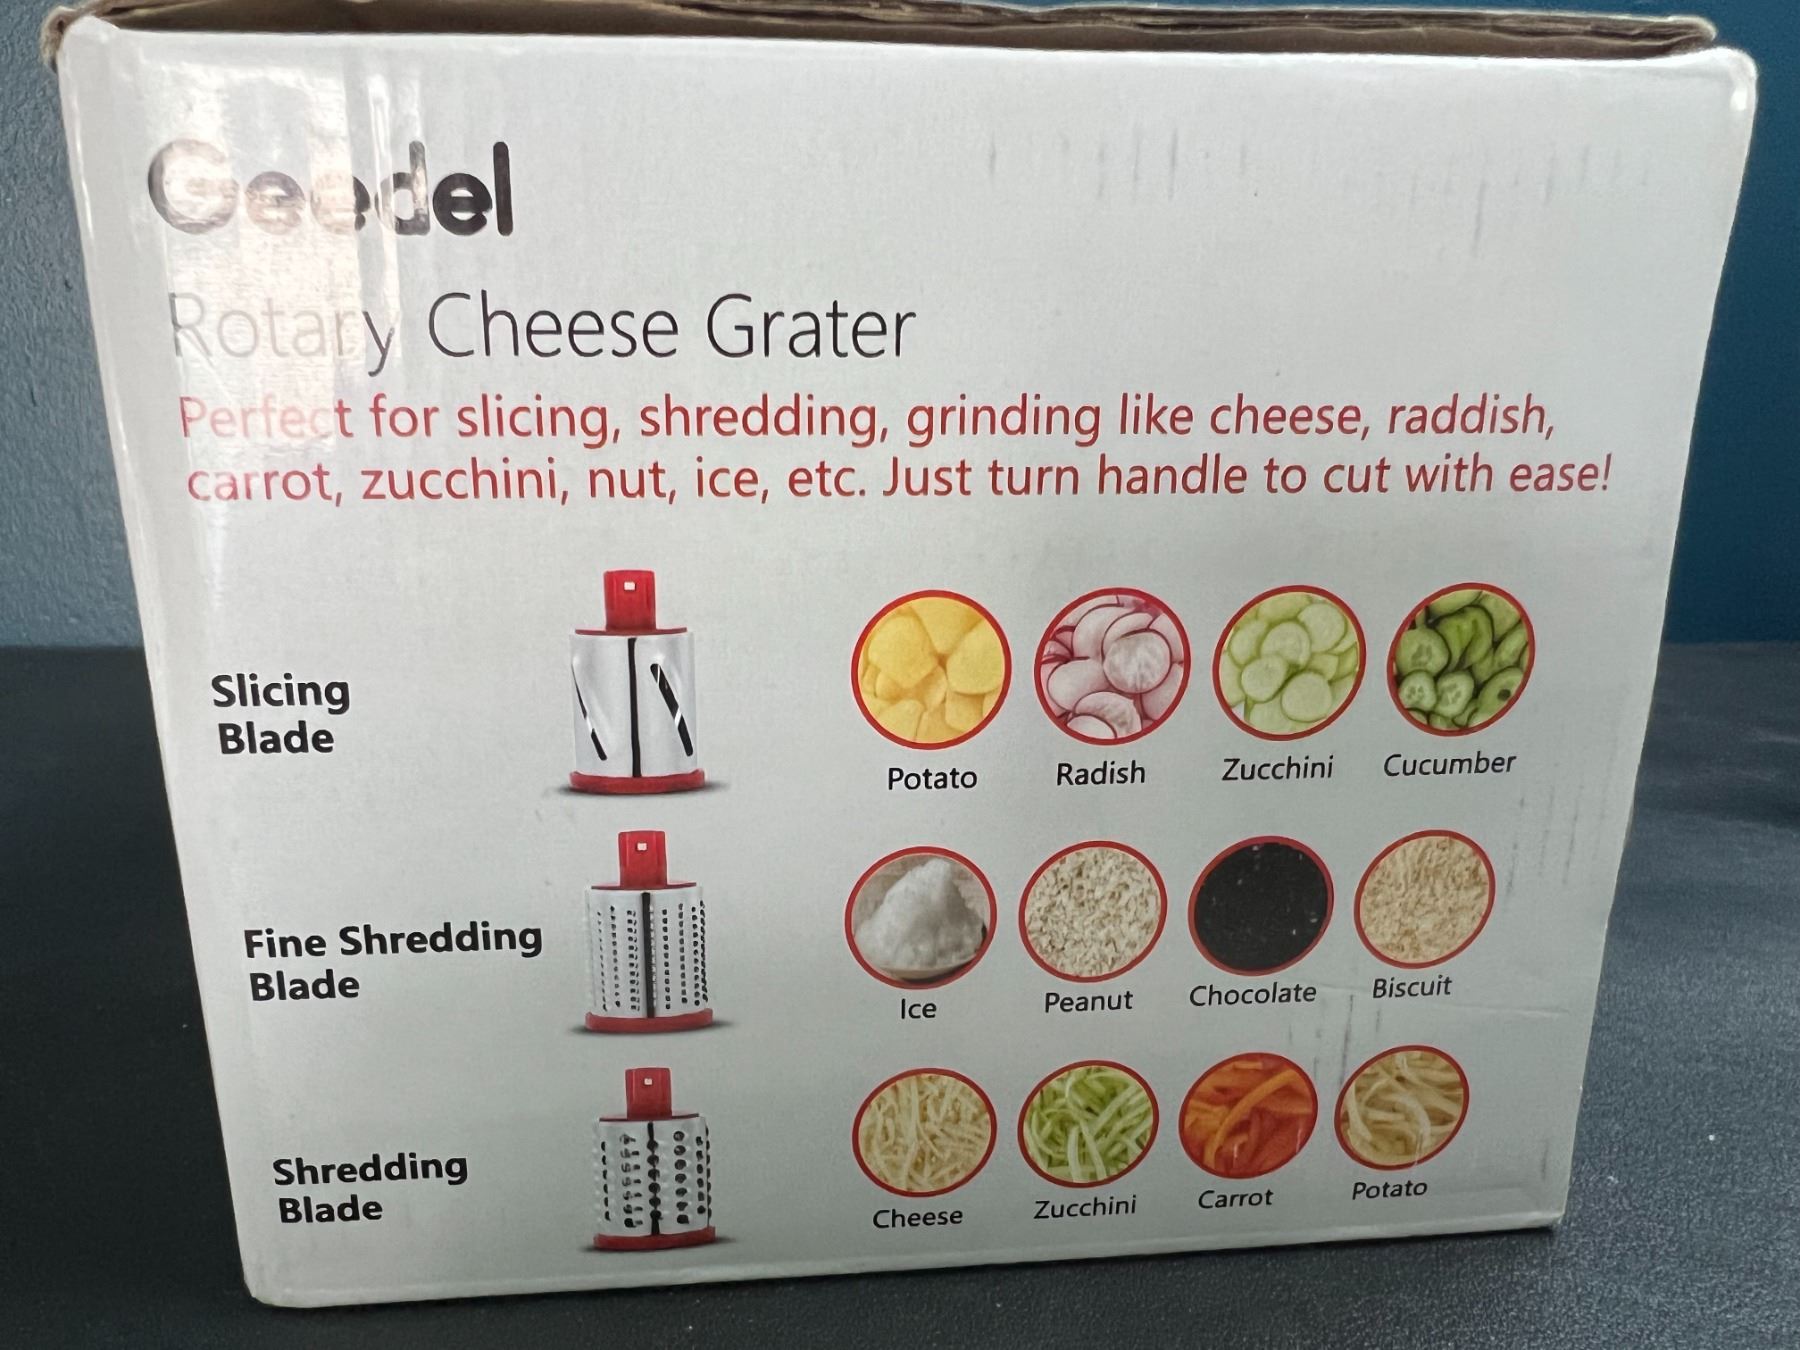 Geedel
Rotary Cheese Grater
Perfect for slicing, shredding, grinding like cheese, raddish,
carrot, zucchini, nut, ice, etc. Just turn handle to cut with ease!
Slicing
Blade
Potato Radish Zucchini Cucumber
Fine Shredding
Blade
Ice Peanut Chocolate Biscuit
Shredding
Blade
Cheese Zucchini Carrot Potato